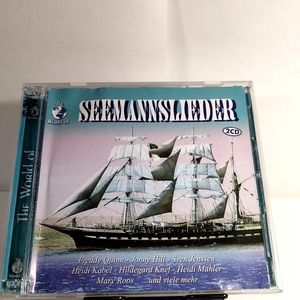 SEEMANNSLIEDER
2CD
The World of
Freddy Quinn - Jonny Hill - Sven Jenssen
Heidi Kabel - Hildegard Knef - Heidi Mahler
Mary Roos ...und viele mehr